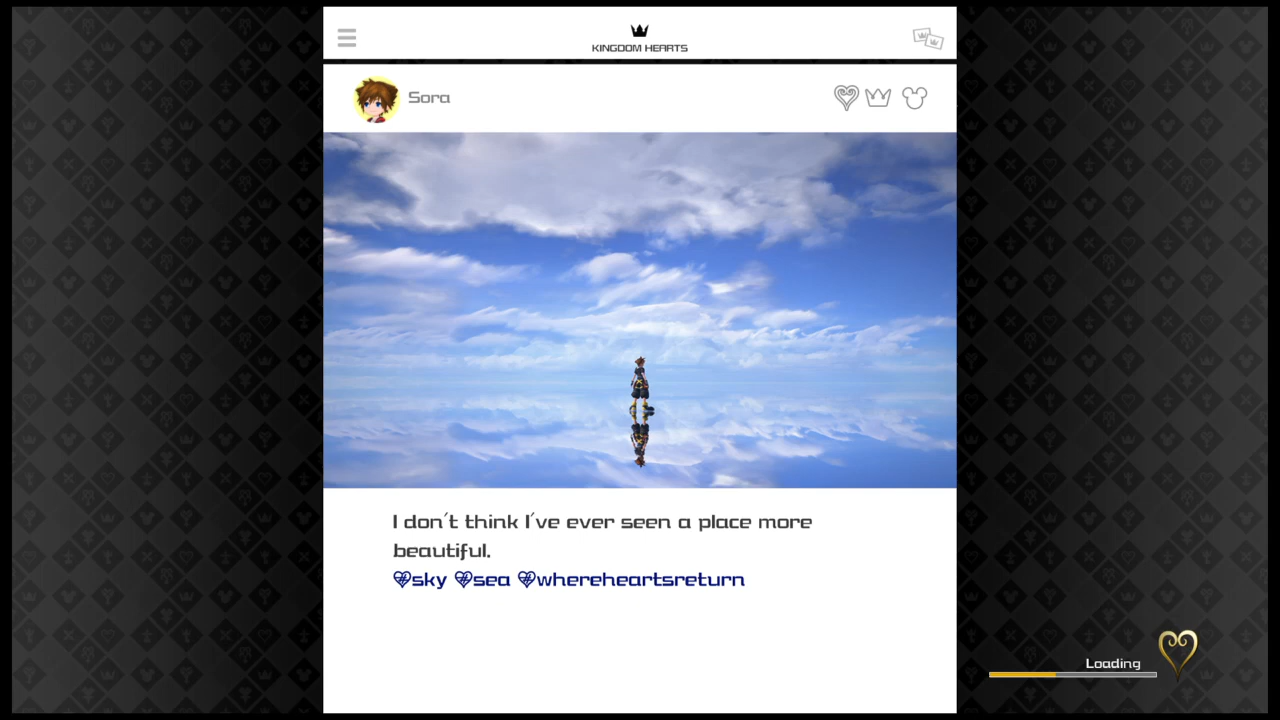 KINGDOM HEARTS
Sora
I don't think I've ever seen a place more
beautiful.
sky sea whereheartsreturn
Loading